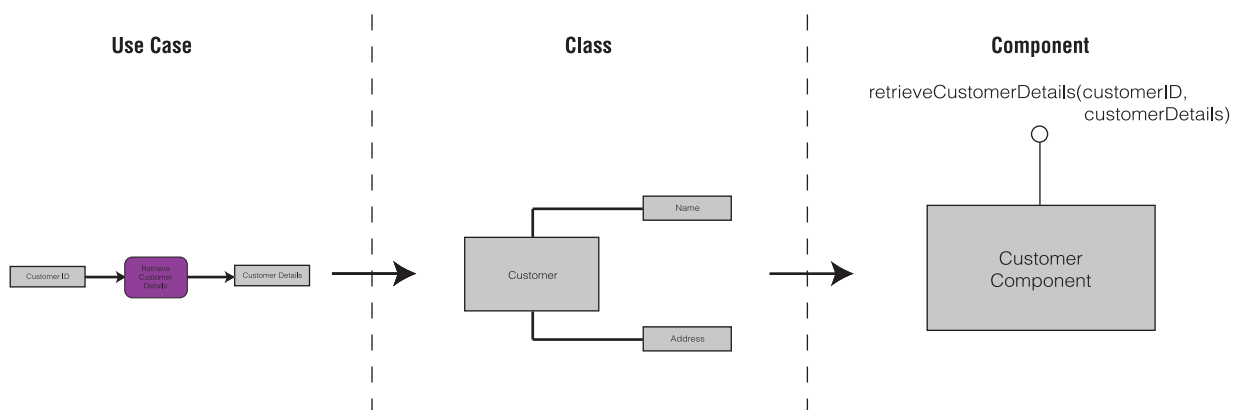 Use Case
Class
Component
retrieveCustomerDetails(customerID,
customerDetails)
Customer ID
Retrieve
Customer
Details
Customer Details
Name
Customer
Address
Customer
Component